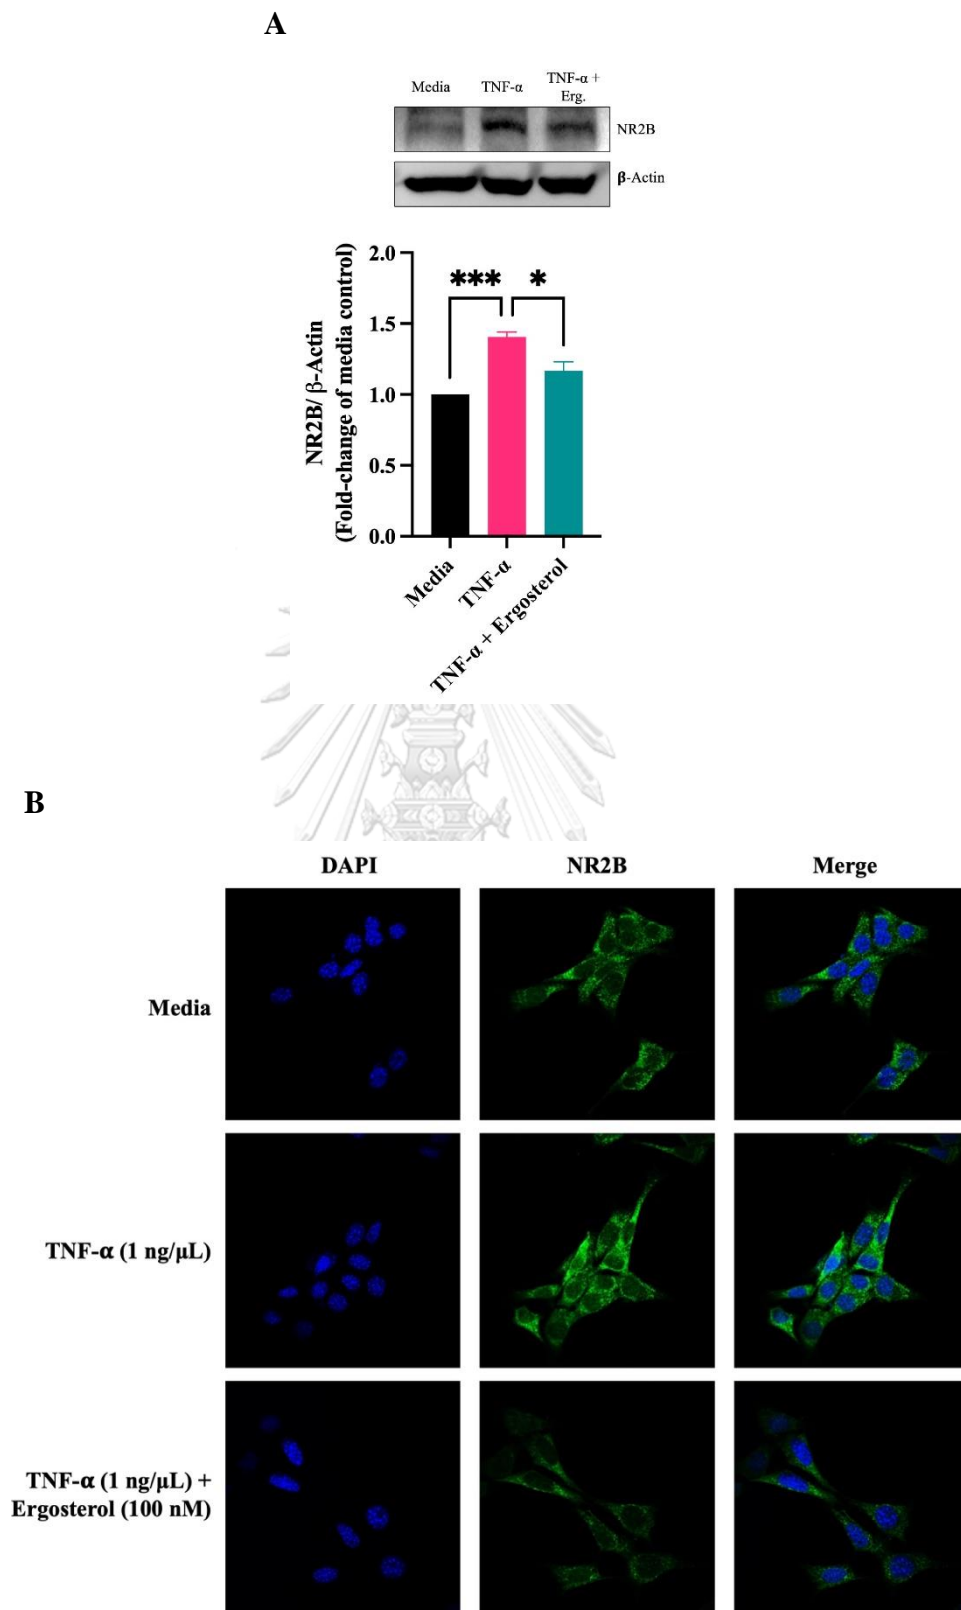 A
Media
TNF-α
TNF-α +
Erg.
NR2B
β-Actin
NR2B/ β-Actin
(Fold-change of media control)
2.0
1.5
1.0
0.5
0.0
✱✱✱
✱
Media
TNF-α
TNF-α + Ergosterol
B
DAPI
NR2B
Merge
Media
TNF-α (1 ng/μL)
TNF-α (1 ng/μL) +
Ergosterol (100 nM)